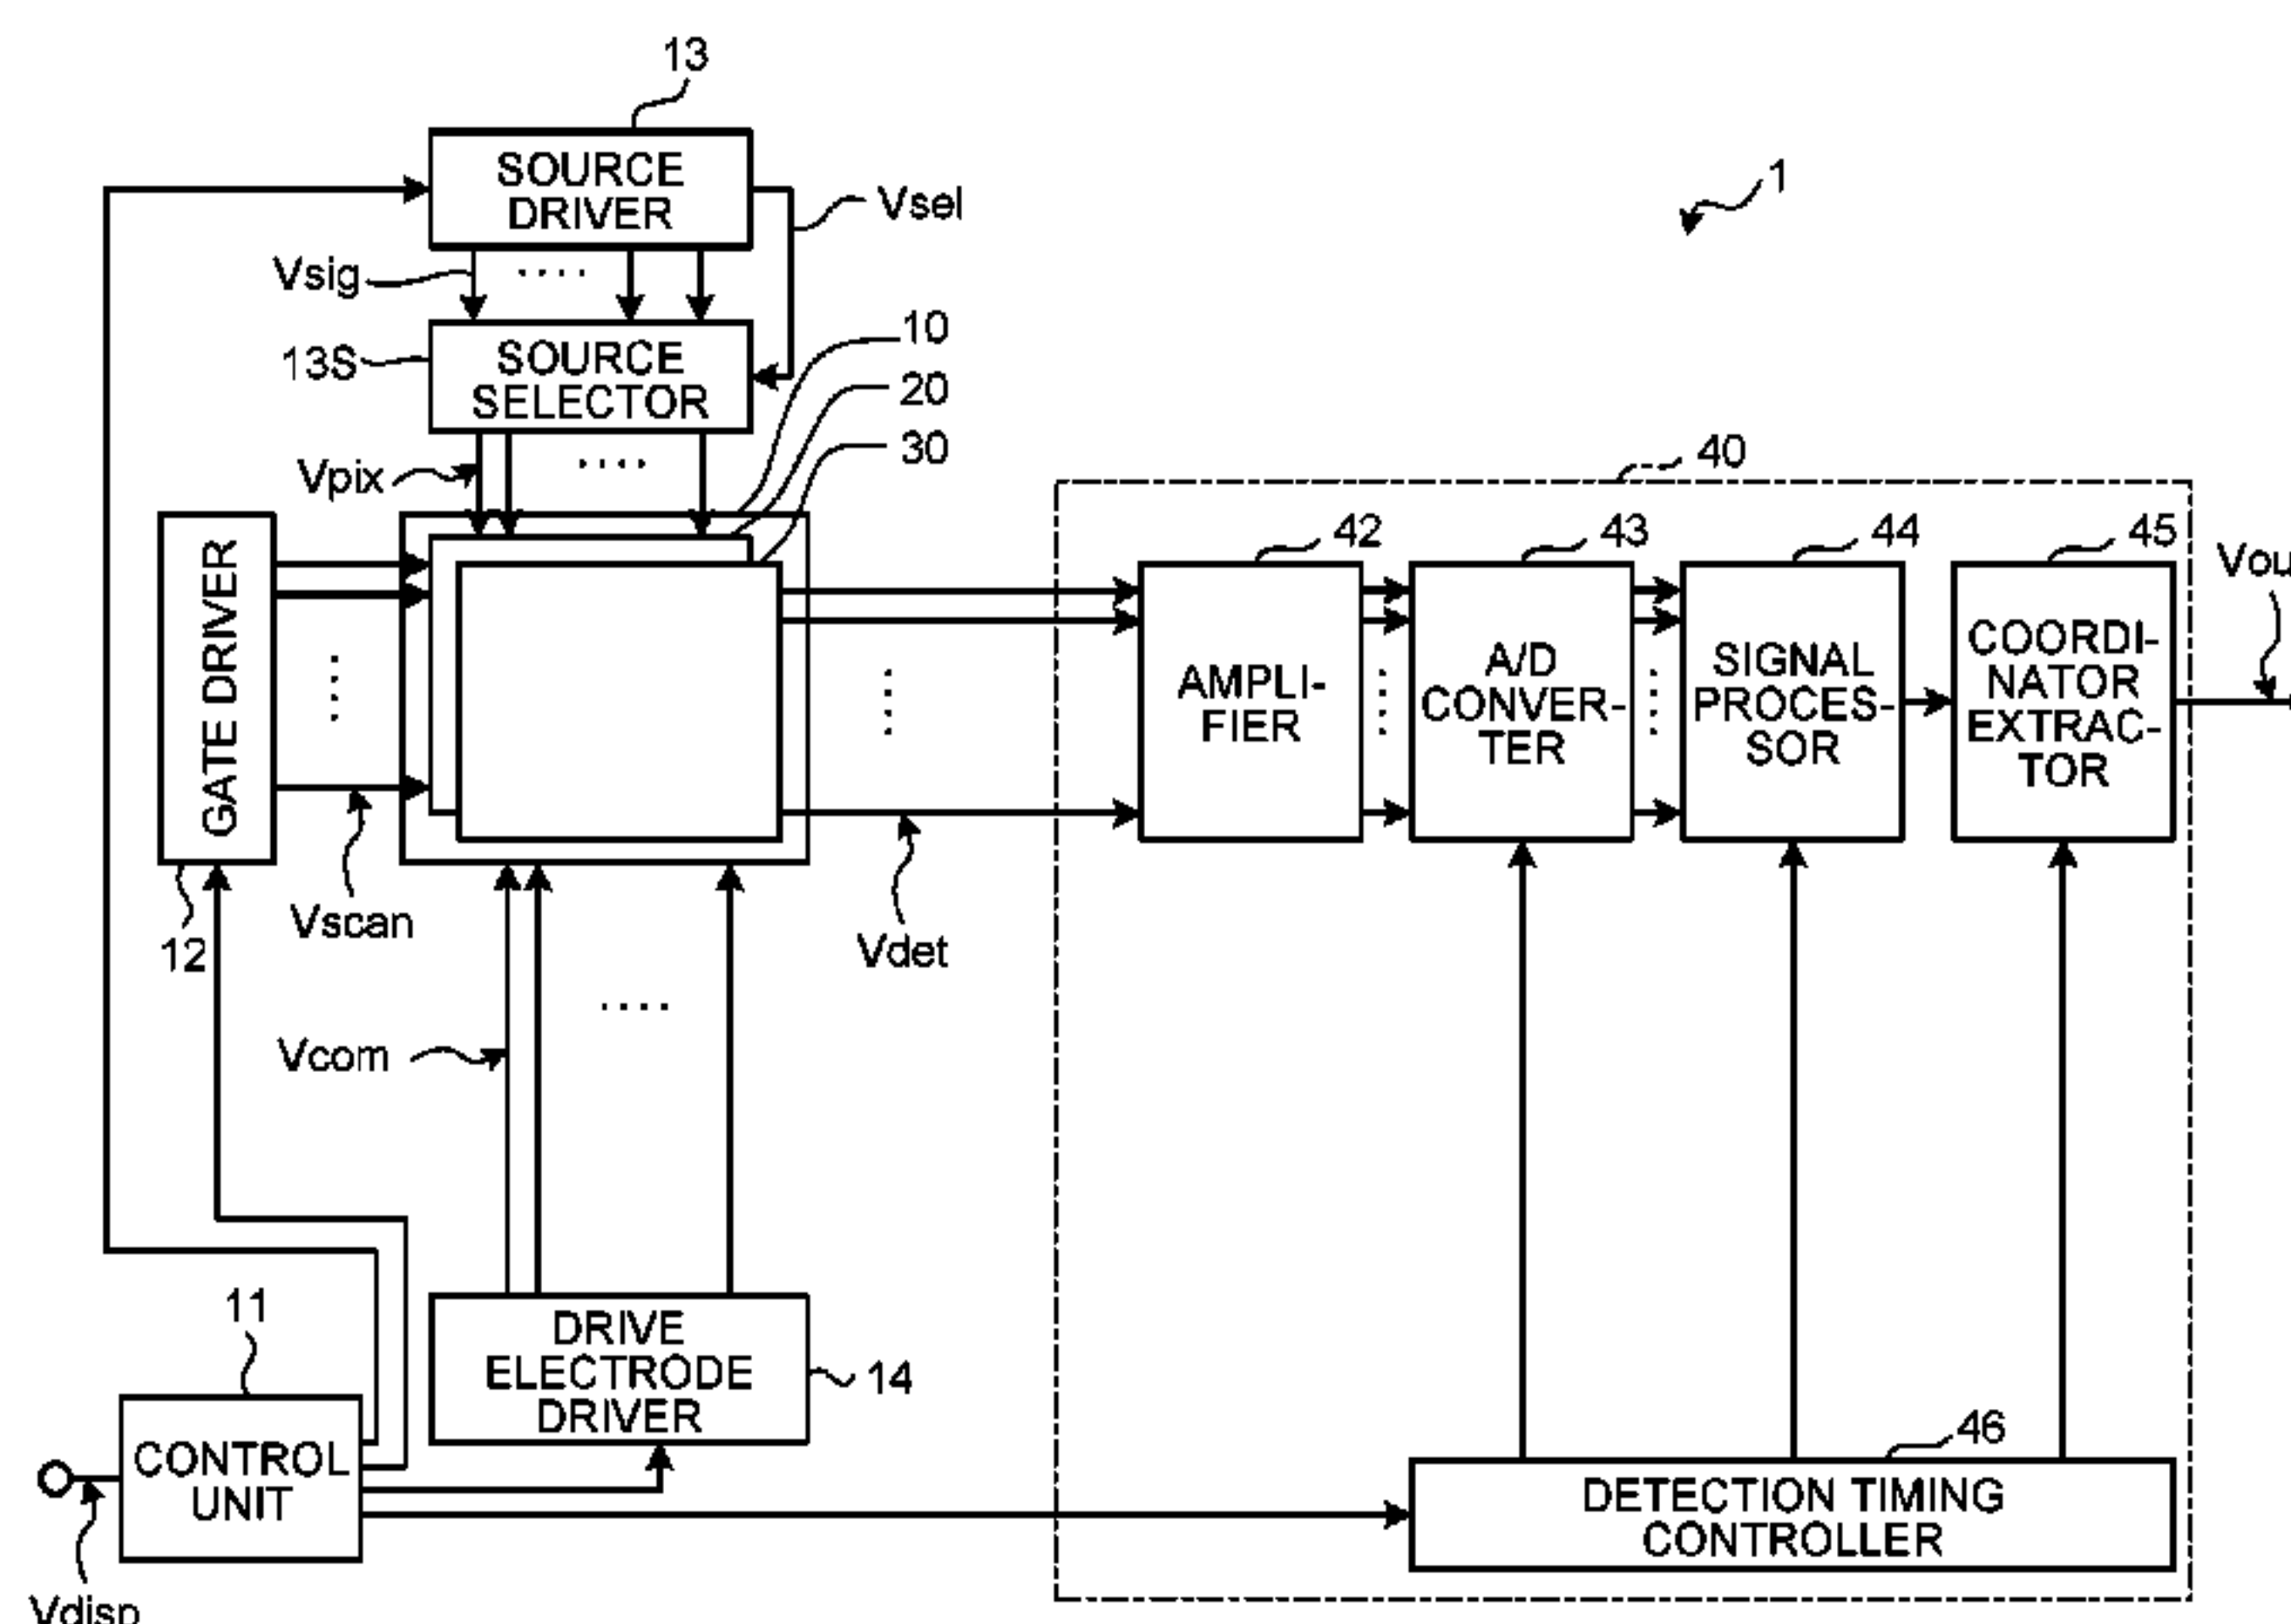 13
SOURCE
DRIVER
Vsel
1
Vsig
10
13S
SOURCE
SELECTOR
20
30
Vpix
40
42
43
44
45
GATE DRIVER
AMPLI-
FIER
A/D
CONVER-
TER
SIGNAL
PROCES-
SOR
COORDI-
NATOR
EXTRAC-
TOR
Vou
Vscan
12
Vdet
Vcom
11
DRIVE
ELECTRODE
DRIVER
14
CONTROL
UNIT
46
DETECTION TIMING
CONTROLLER
Vdisp